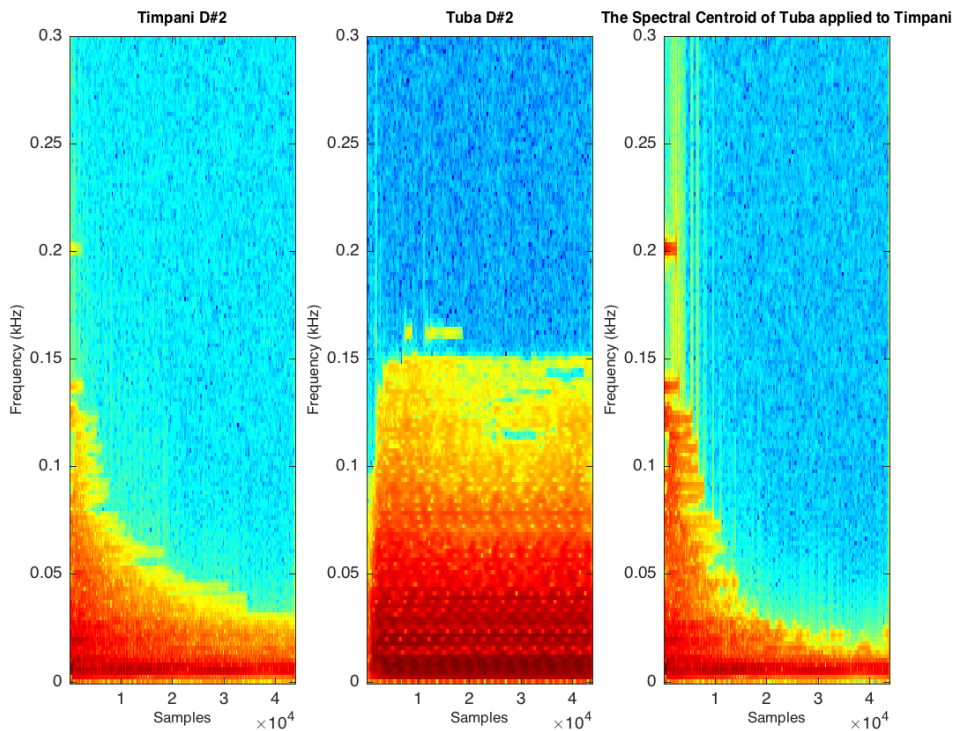 Timpani D#2
Tuba D#2
The Spectral Centroid of Tuba applied to Timpani
0.3
0.25
0.2
0.15
0.1
0.05
0
Frequency (kHz)
1 2 3 4
Samples
×10^4
0.3
0.25
0.2
0.15
0.1
0.05
0
Frequency (kHz)
1 2 3 4
Samples
×10^4
0.3
0.25
0.2
0.15
0.1
0.05
0
Frequency (kHz)
1 2 3 4
Samples
×10^4